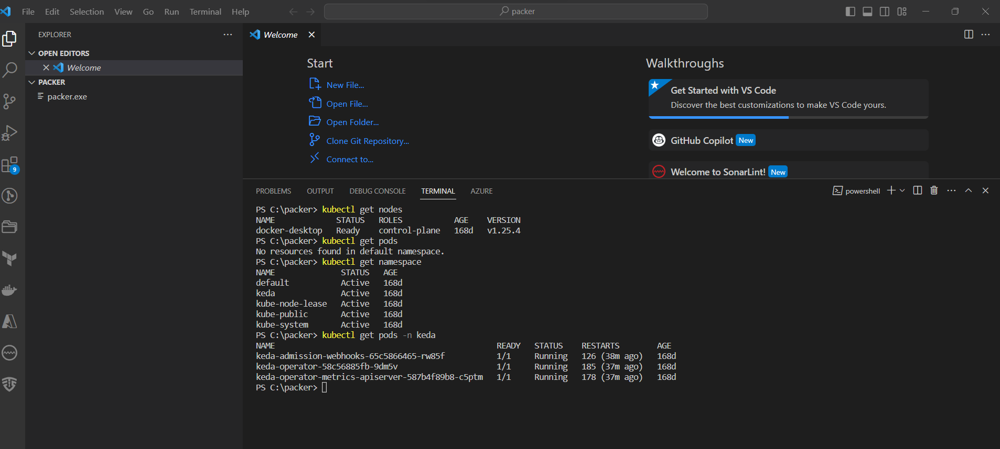 File Edit Selection View Go Run Terminal Help
packer
EXPLORER
OPEN EDITORS
Welcome
PACKER
packer.exe
9
Welcome
Start
New File...
Open File...
Open Folder...
Clone Git Repository...
Connect to...
Walkthroughs
Get Started with VS Code
Discover the best customizations to make VS Code yours.
GitHub Copilot New
Welcome to SonarLint! New
PROBLEMS OUTPUT DEBUG CONSOLE TERMINAL AZURE
powershell
PS C:\packer> kubectl get nodes
NAME STATUS ROLES AGE VERSION
docker-desktop Ready control-plane 168d v1.25.4
PS C:\packer> kubectl get pods
No resources found in default namespace.
PS C:\packer> kubectl get namespace
NAME STATUS AGE
default Active 168d
keda Active 168d
kube-node-lease Active 168d
kube-public Active 168d
kube-system Active 168d
PS C:\packer> kubectl get pods -n keda
NAME READY STATUS RESTARTS AGE
keda-admission-webhooks-65c5866465-rw85f 1/1 Running 126 (38m ago) 168d
keda-operator-58c56885fb-9dm5v 1/1 Running 185 (37m ago) 168d
keda-operator-metrics-apiserver-587b4f89b8-c5ptm 1/1 Running 178 (37m ago) 168d
PS C:\packer>